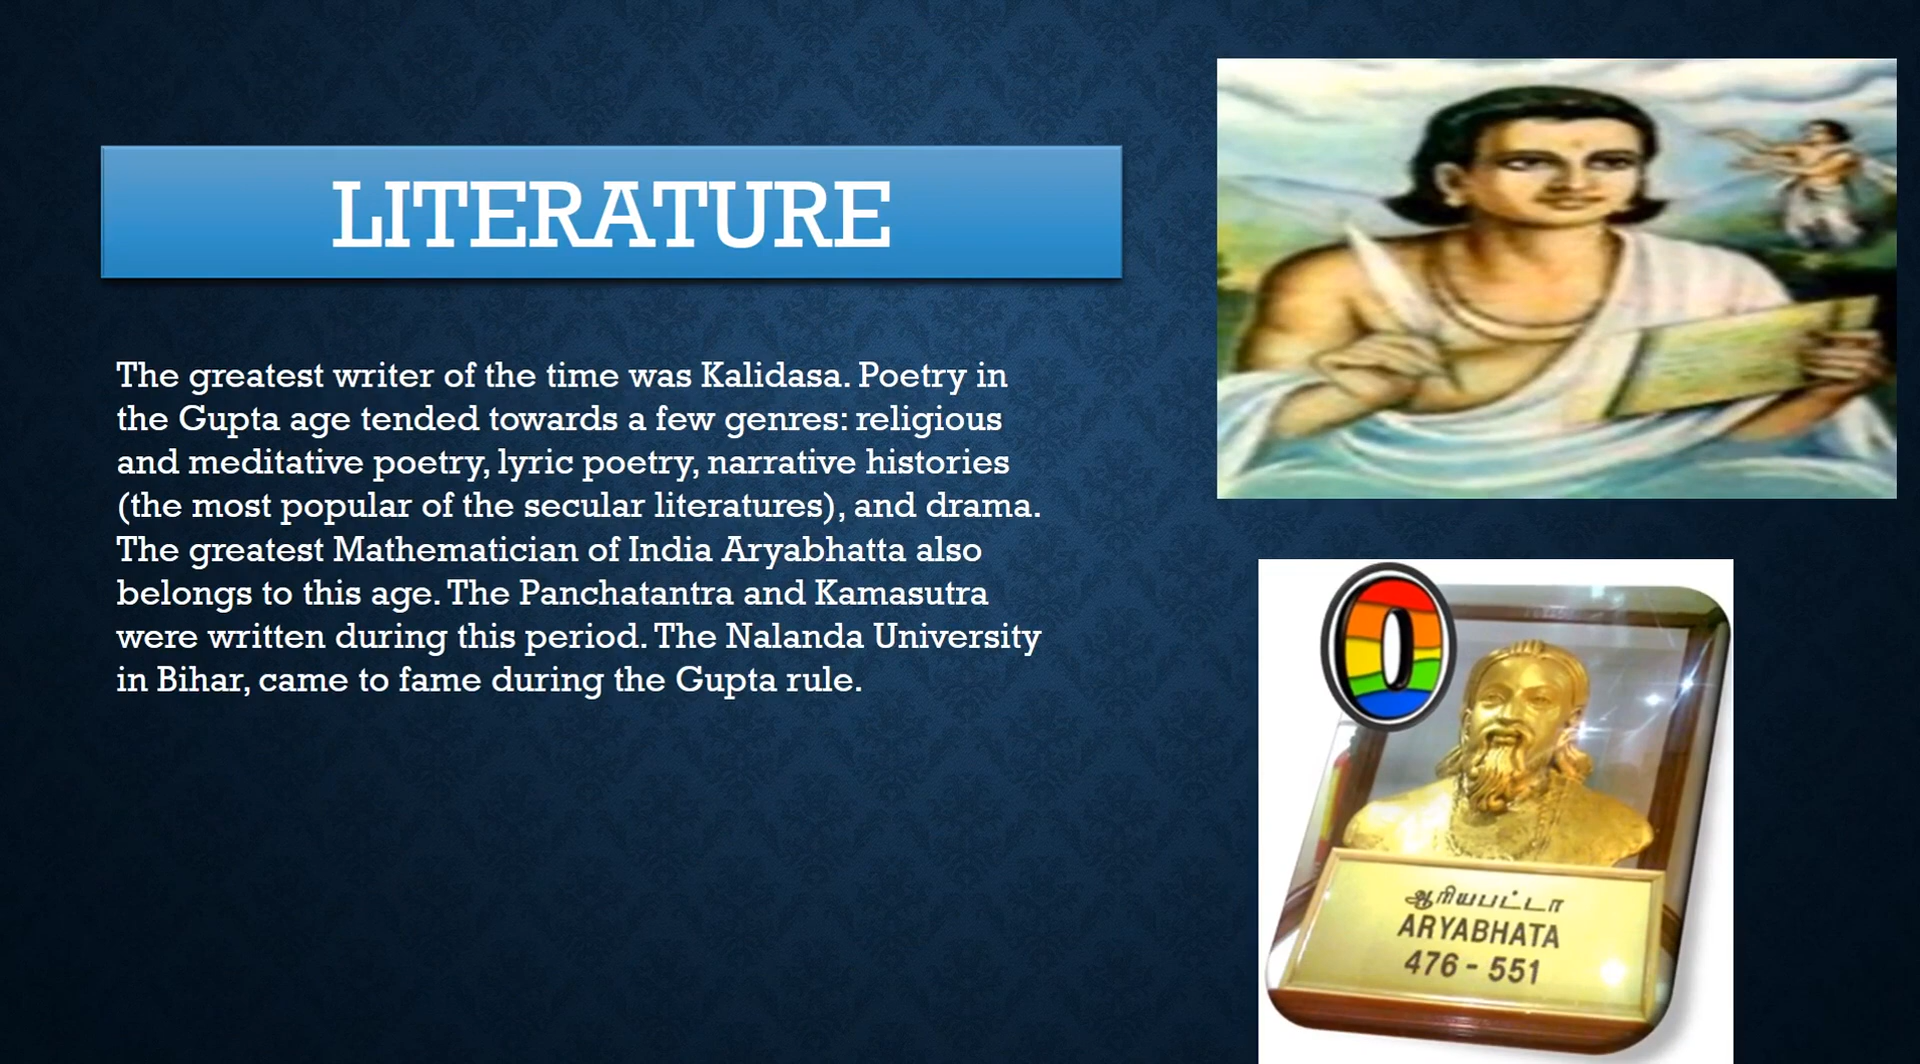 LITERATURE
The greatest writer of the time was Kalidasa. Poetry in
the Gupta age tended towards a few genres: religious
and meditative poetry, lyric poetry, narrative histories
(the most popular of the secular literatures), and drama.
The greatest Mathematician of India Aryabhatta also
belongs to this age. The Panchatantra and Kamasutra
were written during this period. The Nalanda University
in Bihar, came to fame during the Gupta rule.
0
ஆரியபட்டா
ARYABHATA
476 - 551